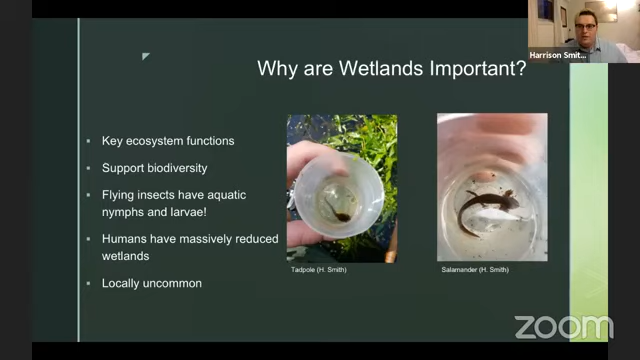 Harrison Smit...
Why are Wetlands Important?
Key ecosystem functions
Support biodiversity
Flying insects have aquatic
nymphs and larvae!
Humans have massively reduced
wetlands
Locally uncommon
Tadpole (H. Smith)
Salamander (H. Smith)
zoom